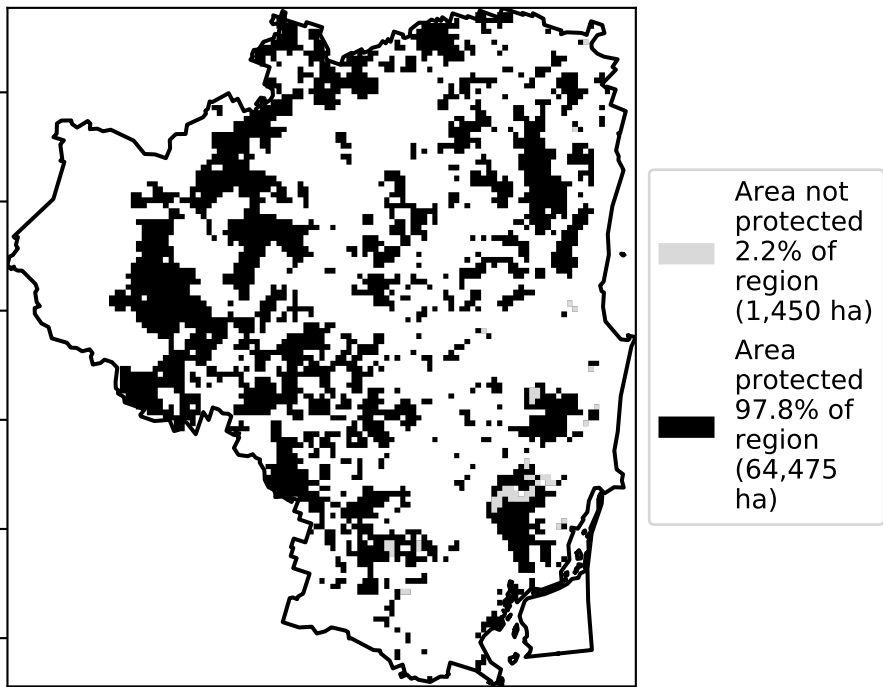 Area not
protected
2.2% of
region
(1,450 ha)
Area
protected
97.8% of
region
(64,475
ha)